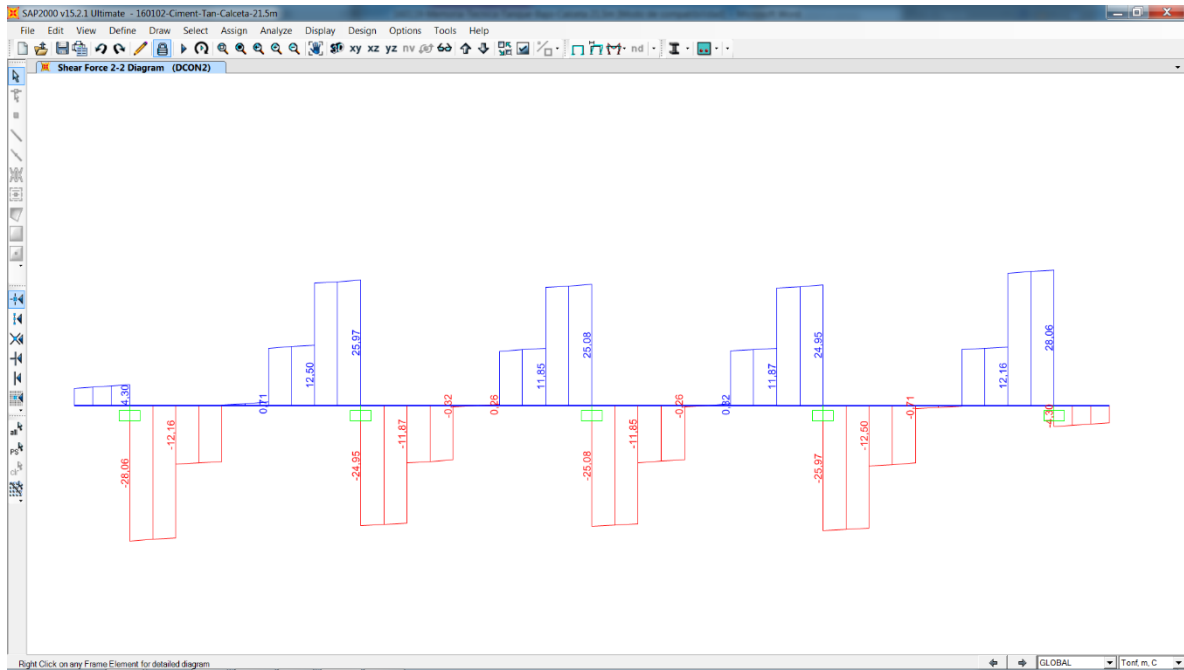 SAP2000 v15.2.1 Ultimate - 160102-Ciment-Tan-Calceta-21.5m
File Edit View Define Draw Select Assign Analyze Display Design Options Tools Help
xy xz yz nv nd
Shear Force 2-2 Diagram (DCON2)
all
PS
clr
25.97 25.08 24.95 28.06
12.50 11.85 11.87 12.16
4.30 0.71 -0.32 0.26 -0.26 0.32 -0.71 -4.30
-12.16 -11.87 -11.85 -12.50
-28.06 -24.95 -25.08 -25.97
Right Click on any Frame Element for detailed diagram
GLOBAL
Tonf, m, C